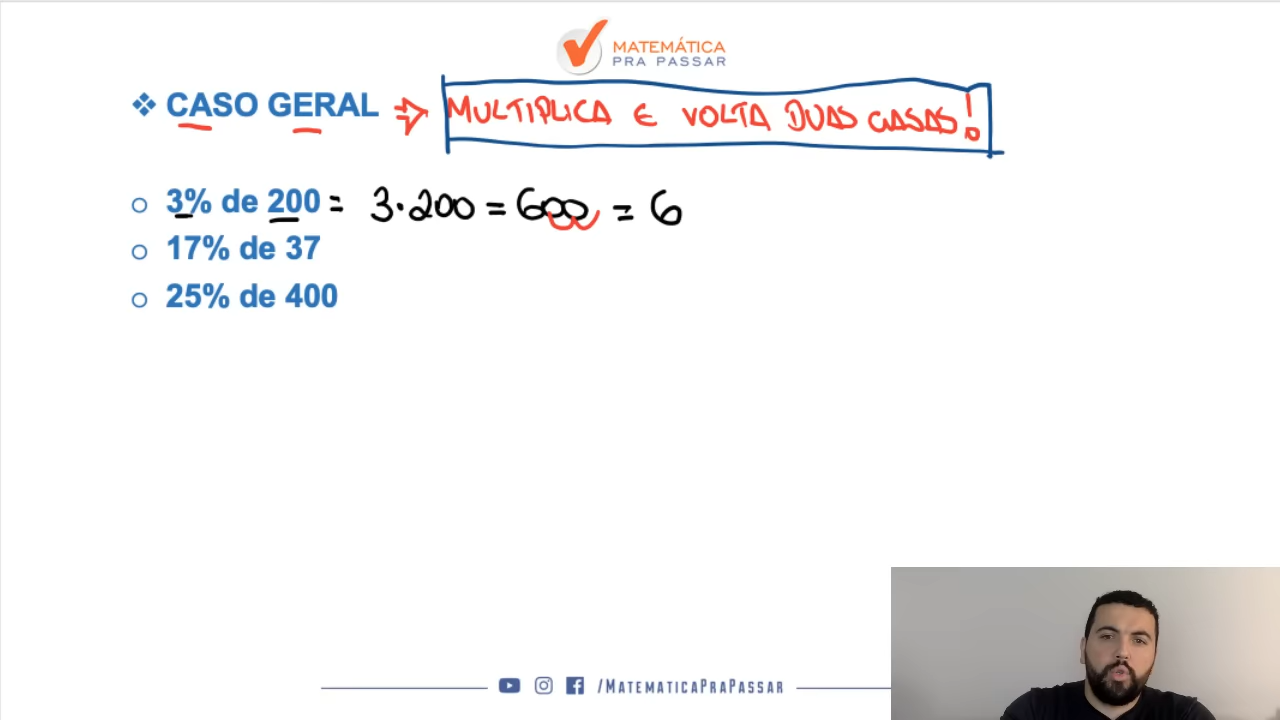 MATEMÁTICA
PRA PASSAR
❖ CASO GERAL ⇒ MULTIPLICA E VOLTA DUAS CASAS!
○ 3% de 200 = 3·200 = 600 = 6
○ 17% de 37
○ 25% de 400
/MATEMATICAPRAPASSAR